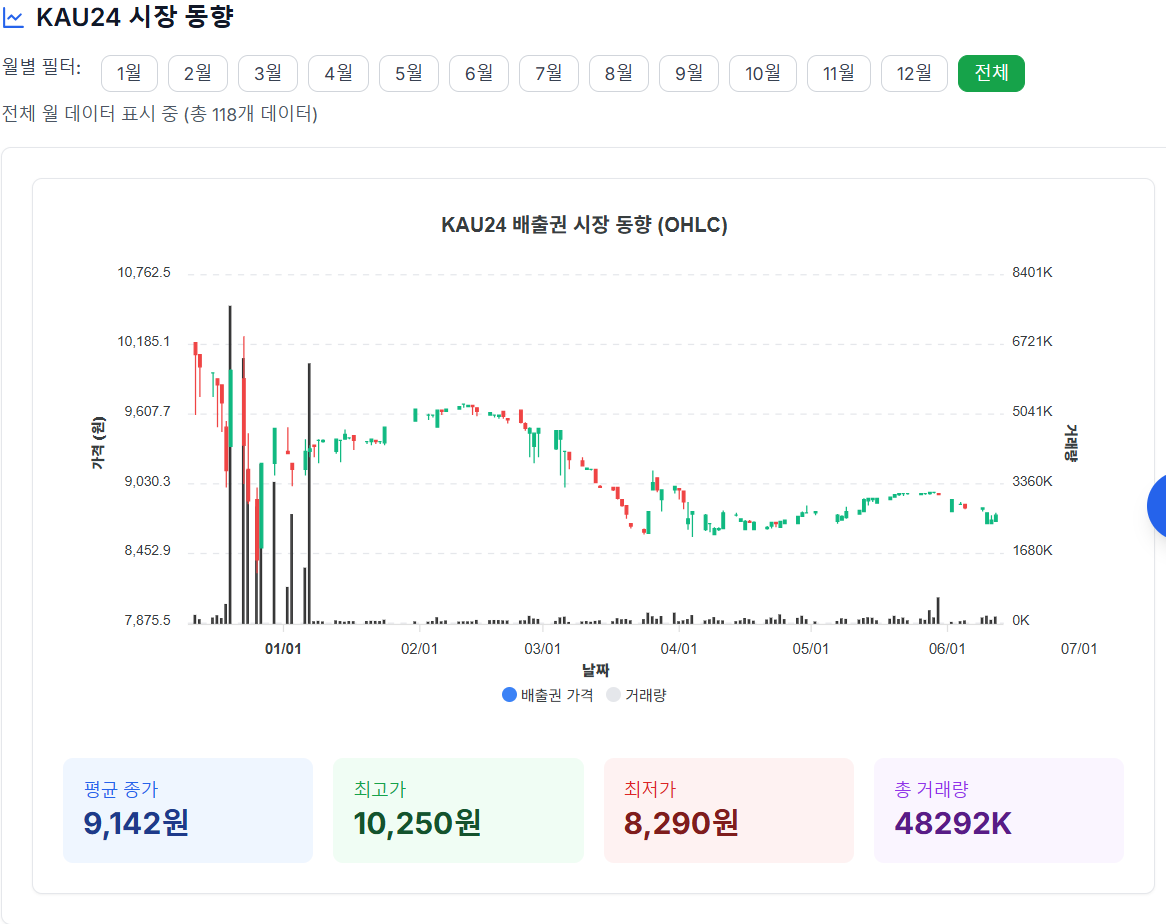 KAU24 시장 동향
월별 필터: 1월 2월 3월 4월 5월 6월 7월 8월 9월 10월 11월 12월 전체
전체 월 데이터 표시 중 (총 118개 데이터)
KAU24 배출권 시장 동향 (OHLC)
10,762.5 8401K
10,185.1 6721K
9,607.7 5041K
가격 (원)
거래량
9,030.3 3360K
8,452.9 1680K
7,875.5 0K
01/01 02/01 03/01 04/01 05/01 06/01 07/01
날짜
배출권 가격 거래량
평균 종가 최고가 최저가 총 거래량
9,142원 10,250원 8,290원 48292K